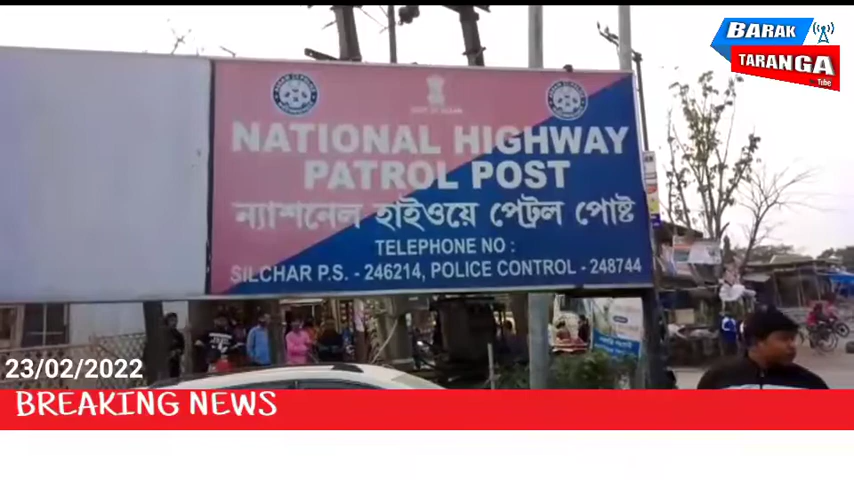 BARAK
TARANGA
Tube
NATIONAL HIGHWAY
PATROL POST
ন্যাশনেল হাইওয়ে পেট্রল পোষ্ট
TELEPHONE NO :
SILCHAR P.S. - 246214, POLICE CONTROL - 248744
23/02/2022
BREAKING NEWS